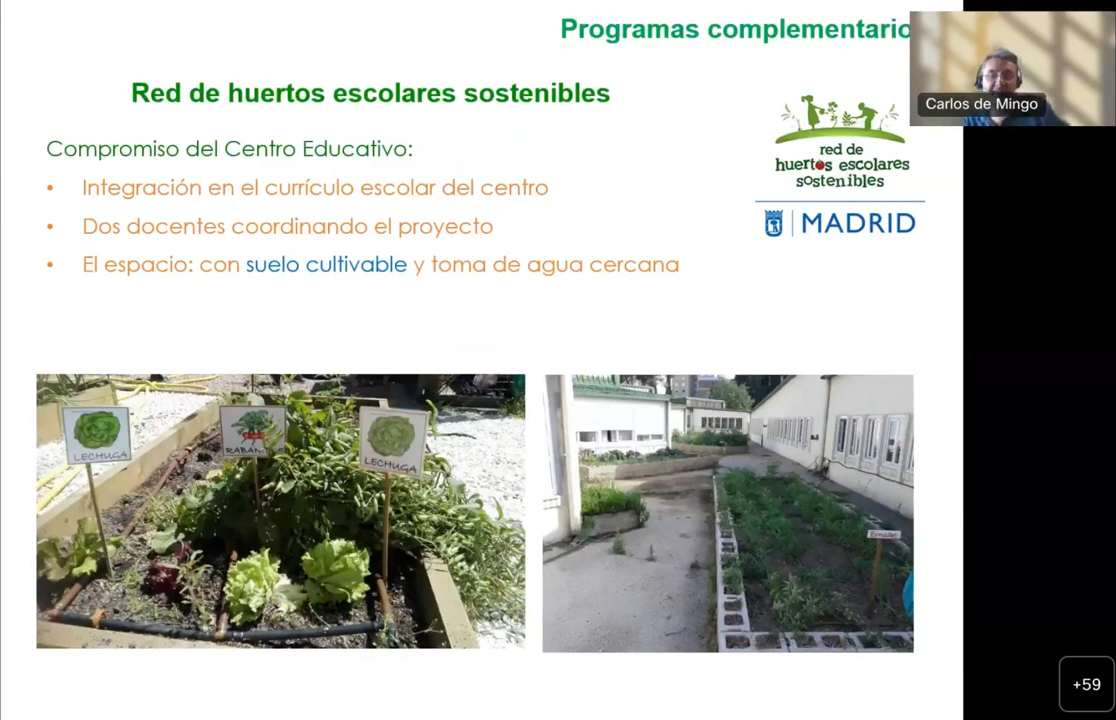 Programas complementario
Carlos de Mingo
Red de huertos escolares sostenibles
red de
huertos escolares
sostenibles
MADRID
Compromiso del Centro Educativo:
• Integración en el currículo escolar del centro
• Dos docentes coordinando el proyecto
• El espacio: con suelo cultivable y toma de agua cercana
LECHUGA
LECHUGA
+59